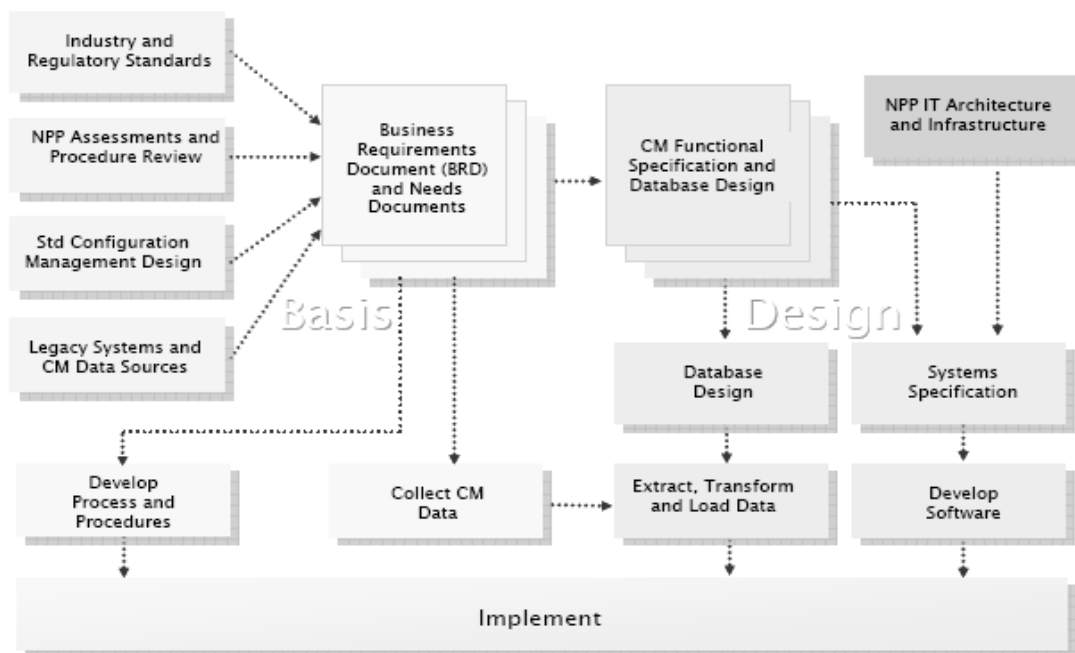 Industry and
Regulatory Standards
NPP Assessments and
Procedure Review
Std Configuration
Management Design
Legacy Systems and
CM Data Sources
Business
Requirements
Document (BRD)
and Needs
Documents
CM Functional
Specification and
Database Design
NPP IT Architecture
and Infrastructure
Basis
Design
Database
Design
Systems
Specification
Develop
Process and
Procedures
Collect CM
Data
Extract, Transform
and Load Data
Develop
Software
Implement